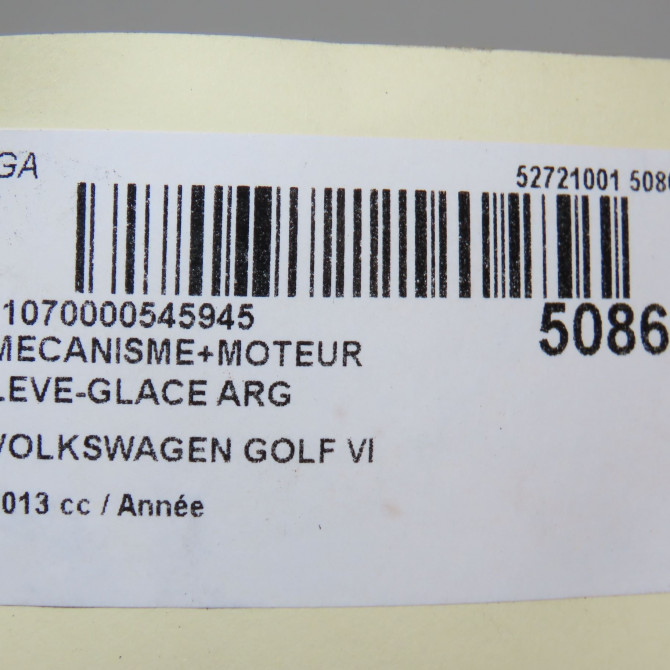 GA
52721001 5086
1070000545945
5086
MECANISME+MOTEUR
LEVE-GLACE ARG
VOLKSWAGEN GOLF VI
013 cc / Année